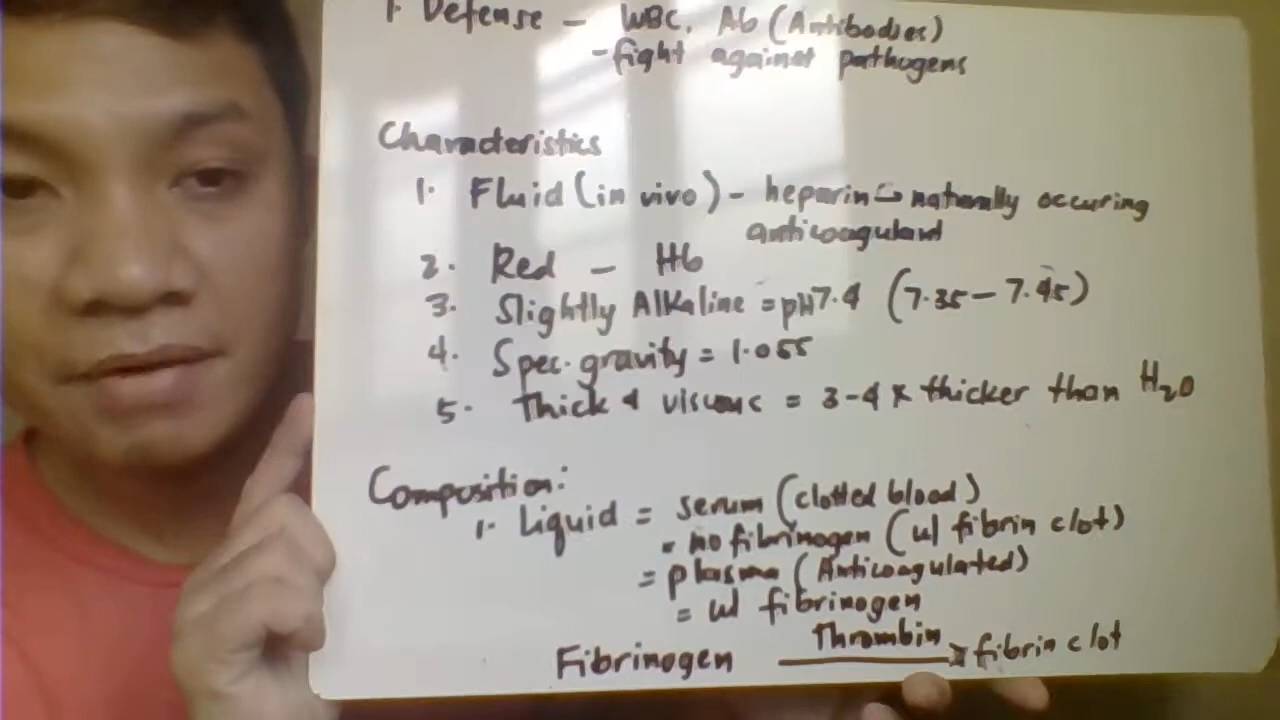 1. Defense - WBC, Ab (Antibodies)
- fight against pathogens
Characteristics
1. Fluid (in vivo) - heparin → naturally occuring
anticoagulant
2. Red - Hb
3. Slightly Alkaline = pH 7.4 (7.35 - 7.45)
4. Spec. gravity = 1.055
5. Thick & viscous = 3-4 x thicker than H2O
Composition:
1. Liquid = serum (clotted blood)
- no fibrinogen (w/ fibrin clot)
= plasma (Anticoagulated)
= w/ fibrinogen
Thrombin
Fibrinogen → fibrin clot